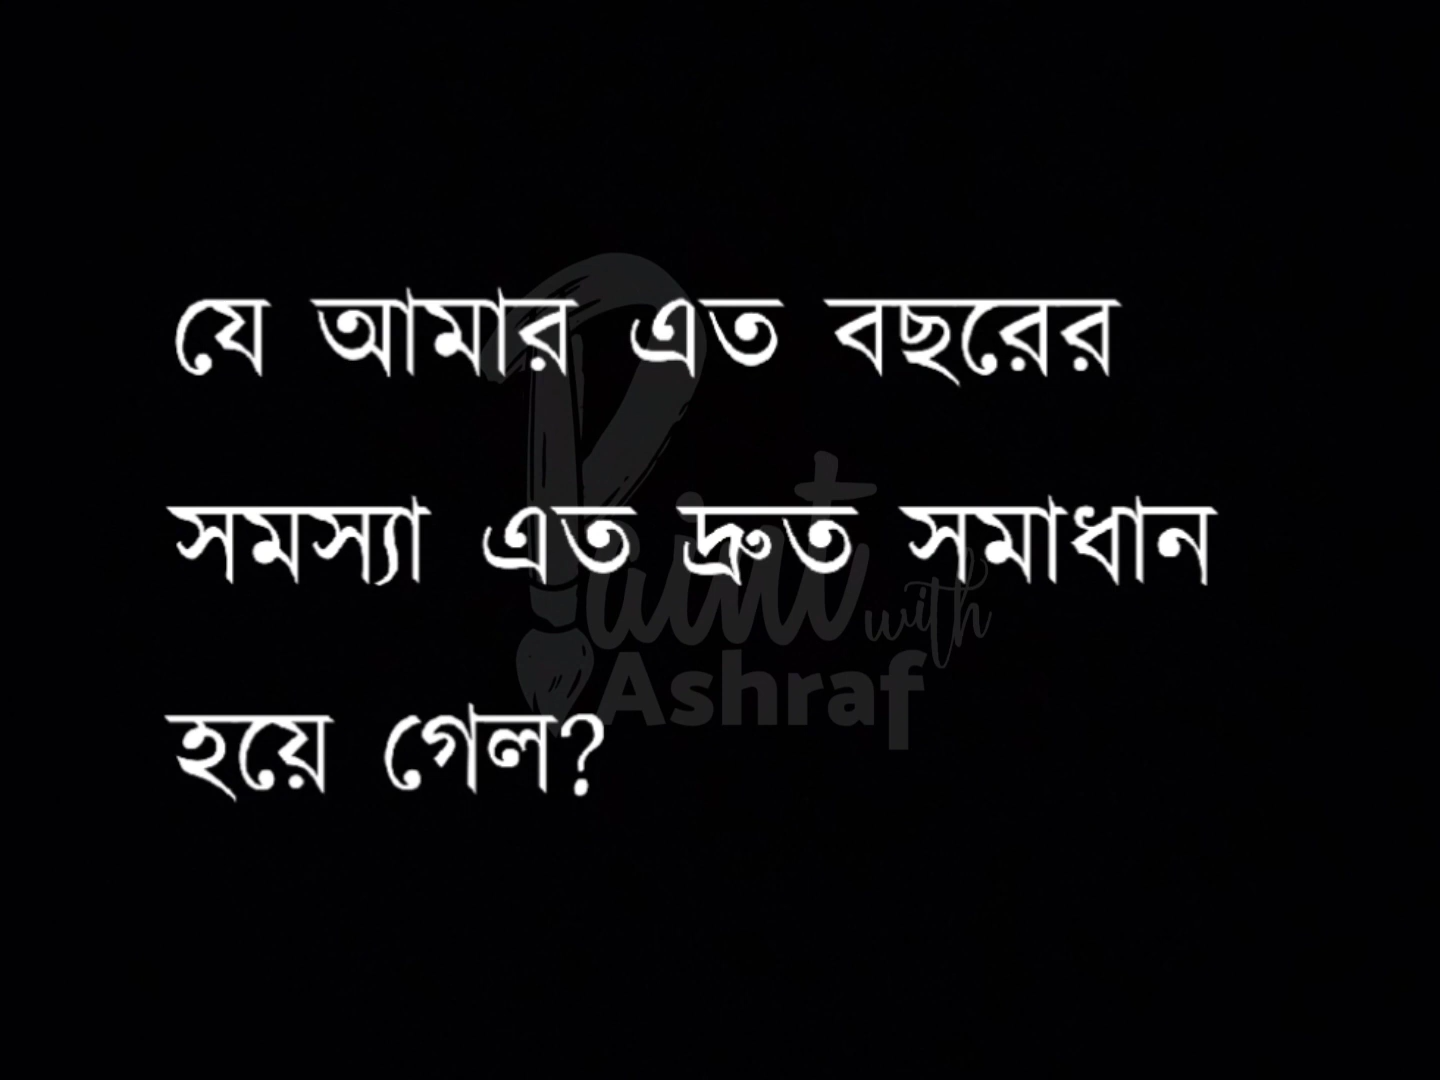 যে আমার এত বছরের
সমস্যা এত দ্রুত সমাধান
হয়ে গেল?
Paint with
Ashraf